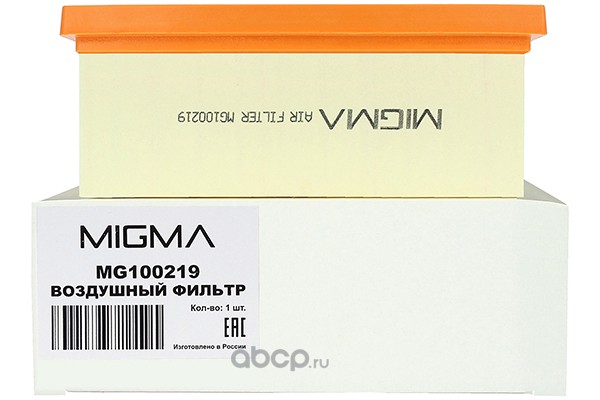 MIGMA AIR FILTER MG100219
MIGMA
MG100219
ВОЗДУШНЫЙ ФИЛЬТР
Кол-во: 1 шт.
EAC
Изготовлено в России
abcp.ru